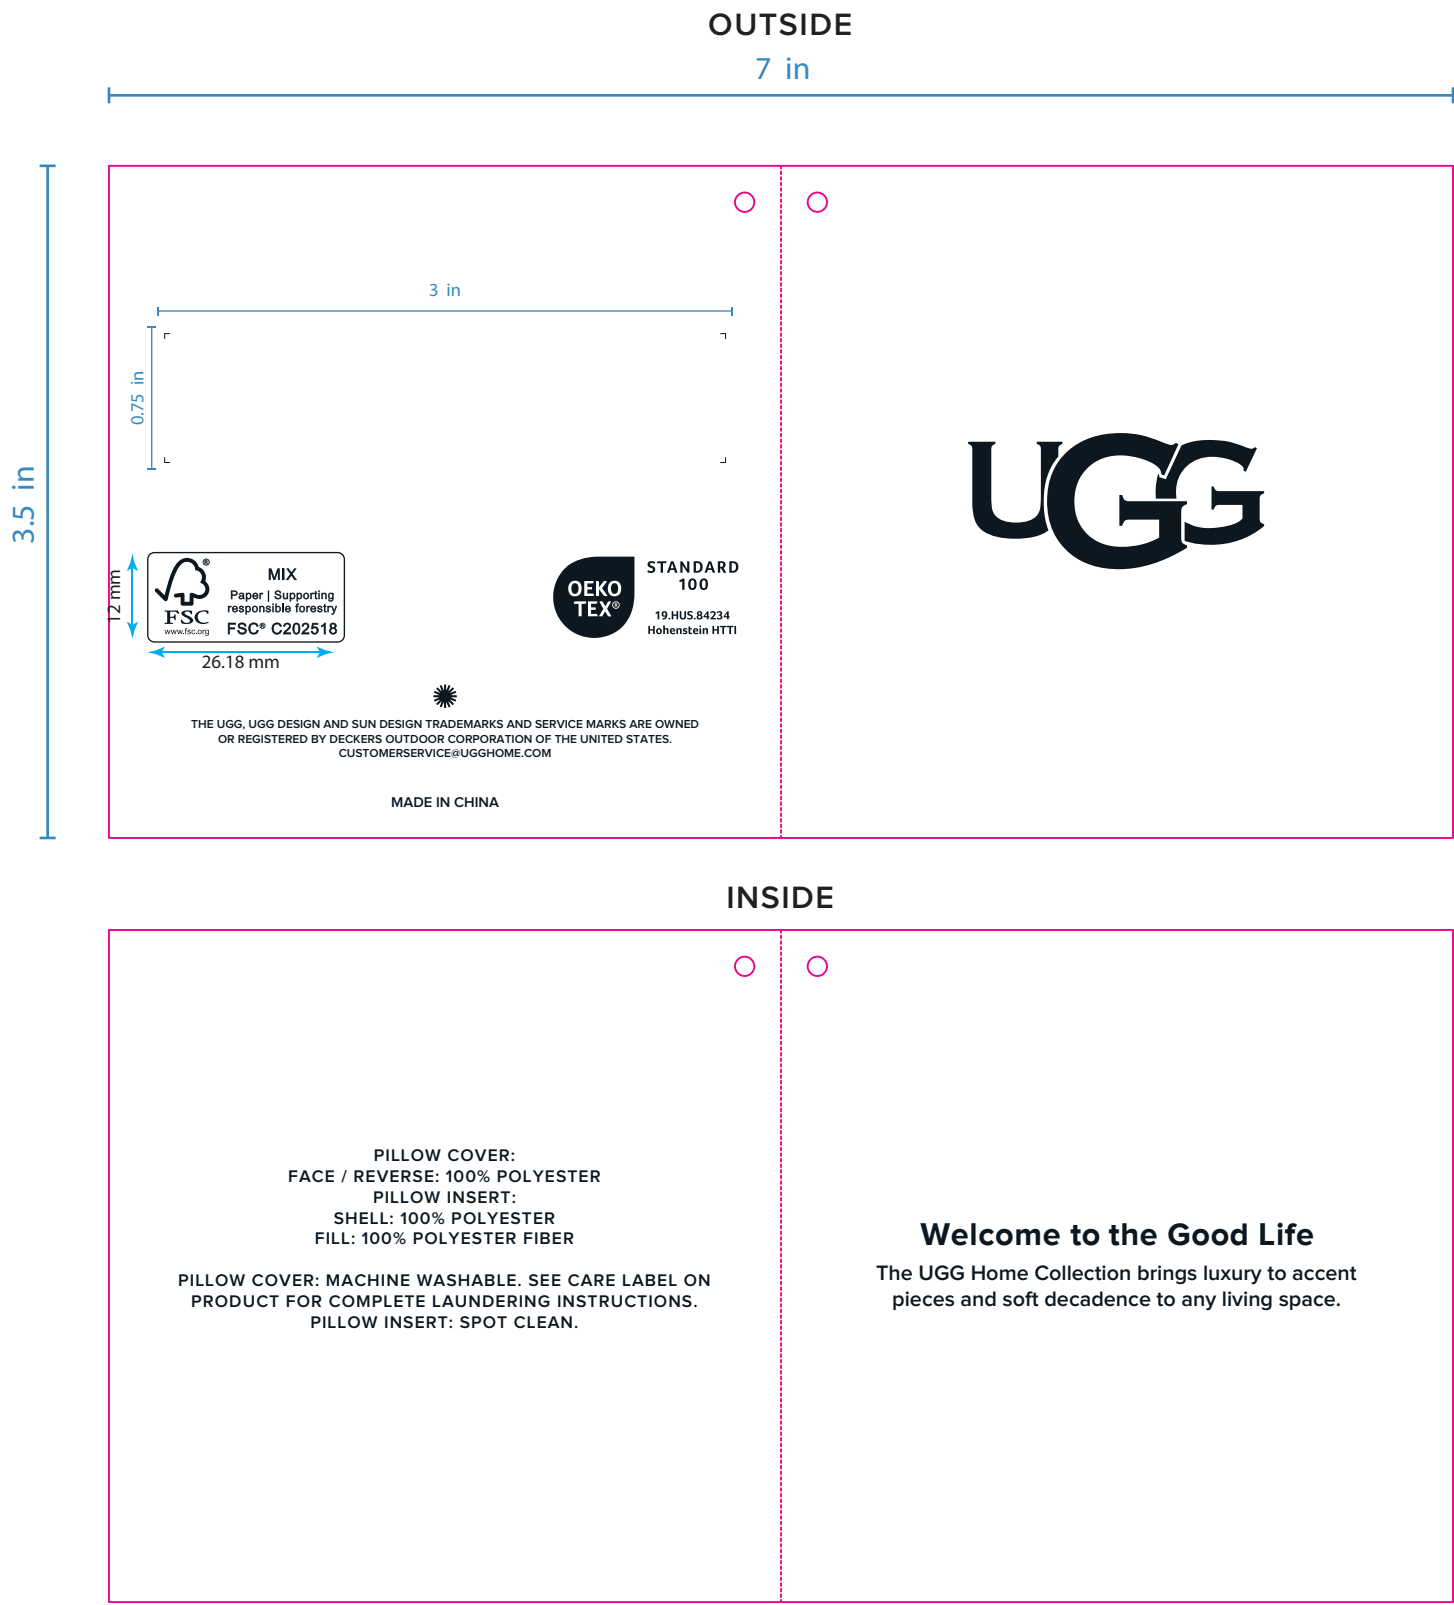 OUTSIDE
7 in
3 in
0.75 in
3.5 in
UGG
12 mm
FSC
www.fsc.org
MIX
Paper | Supporting
responsible forestry
FSC® C202518
26.18 mm
OEKO
TEX®
STANDARD
100
19.HUS.84234
Hohenstein HTTI
THE UGG, UGG DESIGN AND SUN DESIGN TRADEMARKS AND SERVICE MARKS ARE OWNED
OR REGISTERED BY DECKERS OUTDOOR CORPORATION OF THE UNITED STATES.
CUSTOMERSERVICE@UGGHOME.COM
MADE IN CHINA
INSIDE
PILLOW COVER:
FACE / REVERSE: 100% POLYESTER
PILLOW INSERT:
SHELL: 100% POLYESTER
FILL: 100% POLYESTER FIBER
PILLOW COVER: MACHINE WASHABLE. SEE CARE LABEL ON
PRODUCT FOR COMPLETE LAUNDERING INSTRUCTIONS.
PILLOW INSERT: SPOT CLEAN.
Welcome to the Good Life
The UGG Home Collection brings luxury to accent
pieces and soft decadence to any living space.